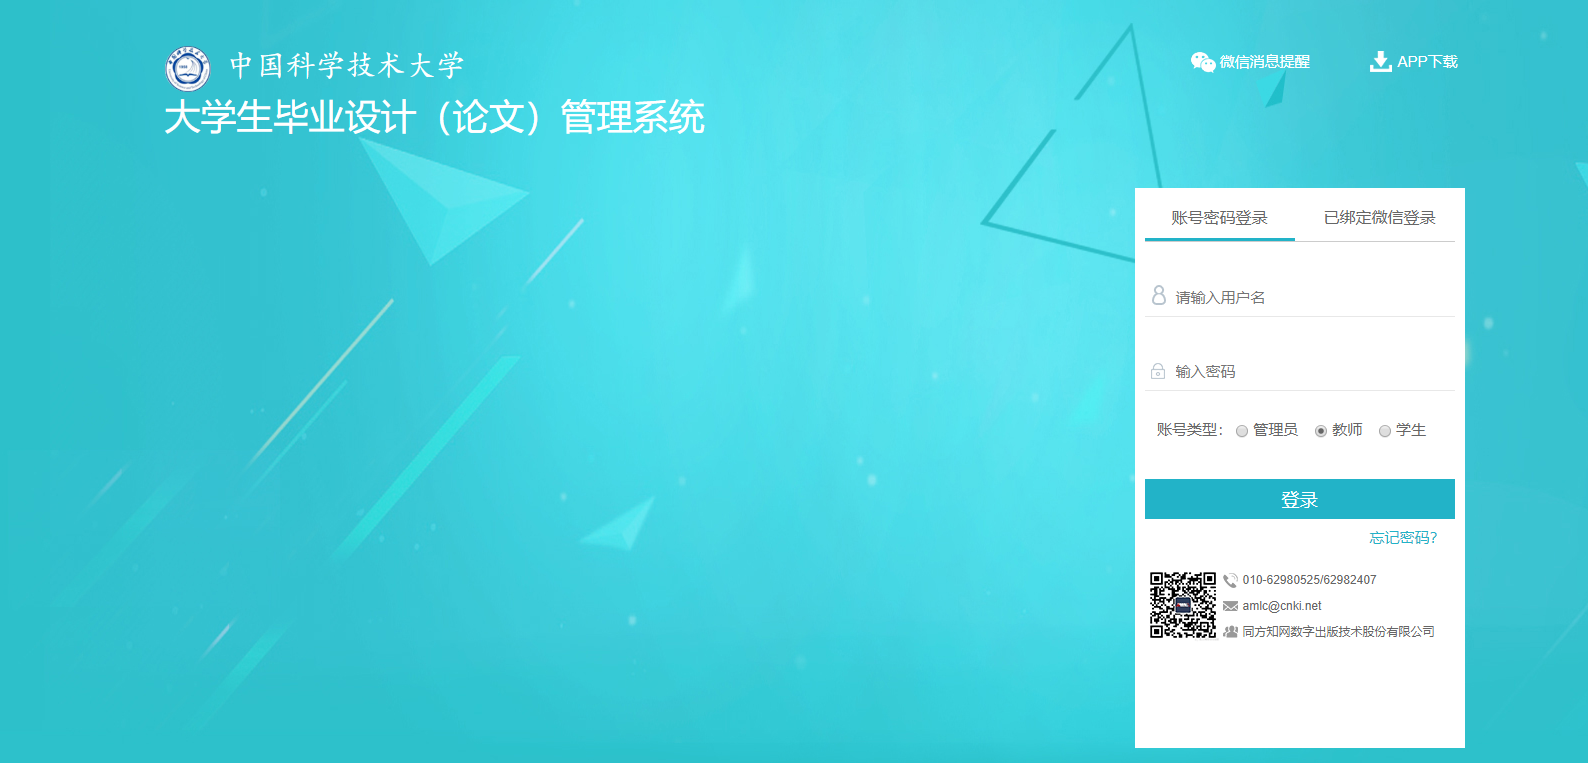 中国科学技术大学
大学生毕业设计（论文）管理系统
微信消息提醒
APP下载
账号密码登录
已绑定微信登录
请输入用户名
输入密码
账号类型： 管理员 教师 学生
登录
忘记密码?
010-62980525/62982407
amlc@cnki.net
同方知网数字出版技术股份有限公司